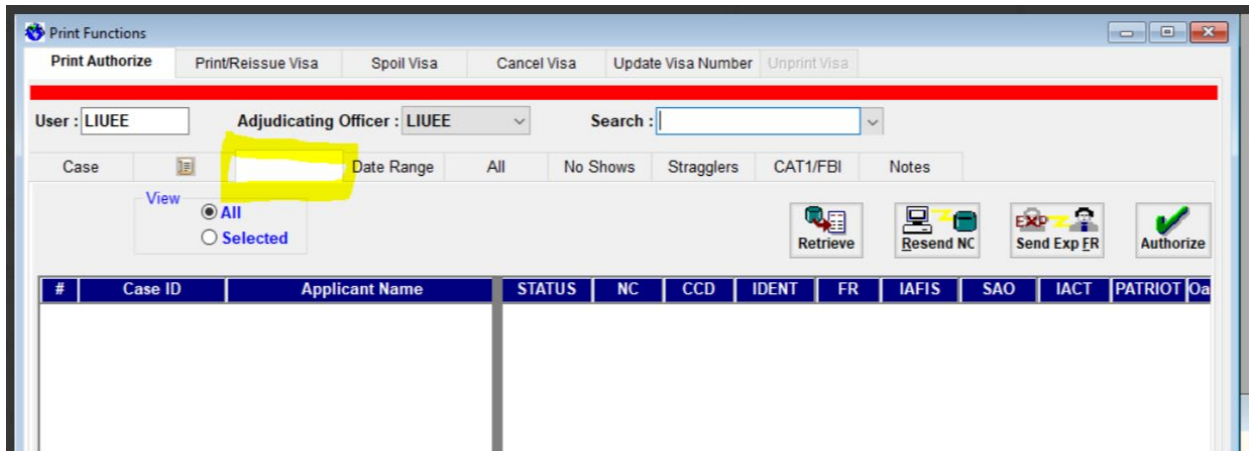 Print Functions
Print Authorize Print/Reissue Visa Spoil Visa Cancel Visa Update Visa Number Unprint Visa
User : LIUEE Adjudicating Officer : LIUEE Search :
Case Date Range All No Shows Stragglers CAT1/FBI Notes
View
All
Selected
Retrieve Resend NC EXP Send Exp FR Authorize
# Case ID Applicant Name STATUS NC CCD IDENT FR IAFIS SAO IACT PATRIOT Oa